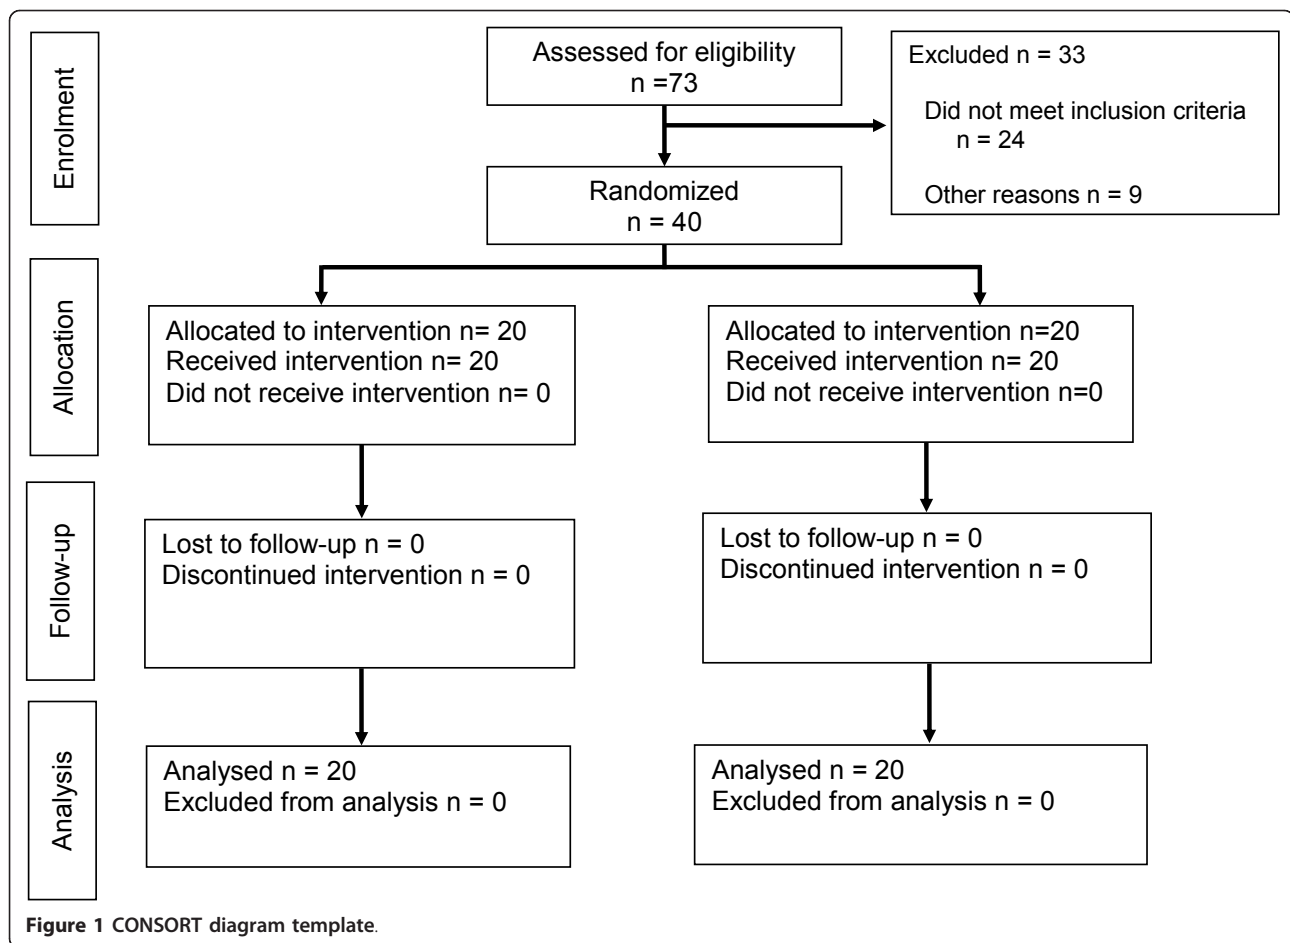 Enrolment
Assessed for eligibility
n =73
Excluded n = 33
Did not meet inclusion criteria
n = 24
Other reasons n = 9
Randomized
n = 40
Allocation
Allocated to intervention n= 20
Received intervention n= 20
Did not receive intervention n= 0
Allocated to intervention n=20
Received intervention n= 20
Did not receive intervention n=0
Follow-up
Lost to follow-up n = 0
Discontinued intervention n = 0
Lost to follow-up n = 0
Discontinued intervention n = 0
Analysis
Analysed n = 20
Excluded from analysis n = 0
Analysed n = 20
Excluded from analysis n = 0
Figure 1 CONSORT diagram template.